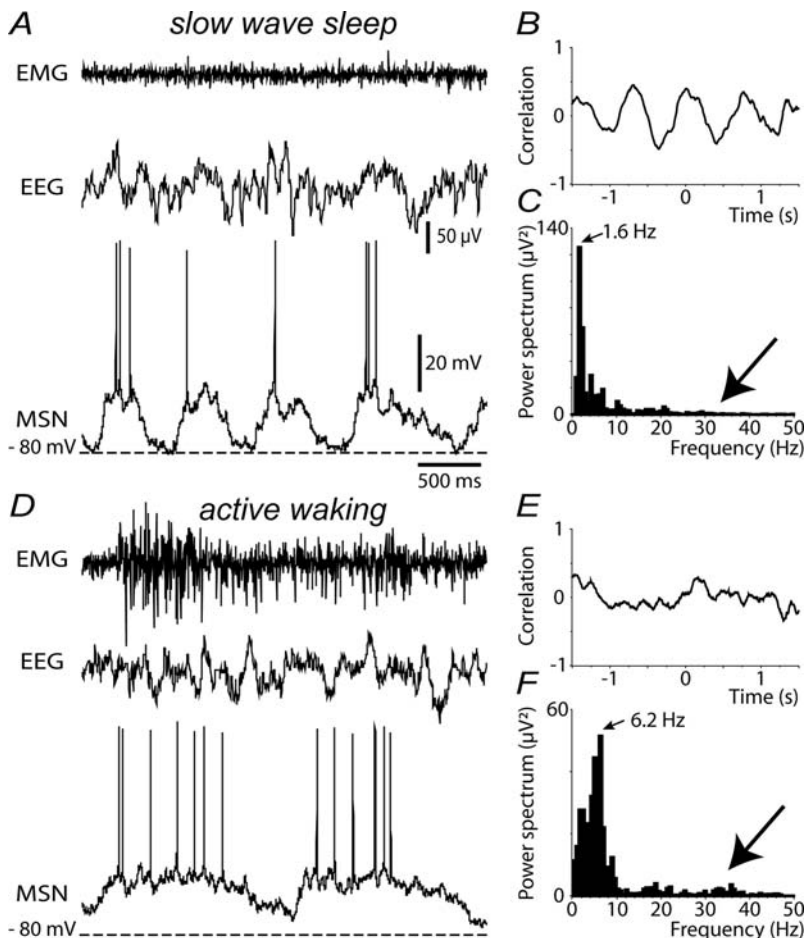 A
slow wave sleep
EMG
EEG
50 µV
20 mV
MSN
- 80 mV
500 ms
B
Correlation
1
0
-1
-1 0 1
Time (s)
C
Power spectrum (µV²)
140
1.6 Hz
0
0 10 20 30 40 50
Frequency (Hz)
D
active waking
EMG
EEG
MSN
- 80 mV
E
Correlation
1
0
-1
-1 0 1
Time (s)
F
Power spectrum (µV²)
60
6.2 Hz
0
0 10 20 30 40 50
Frequency (Hz)